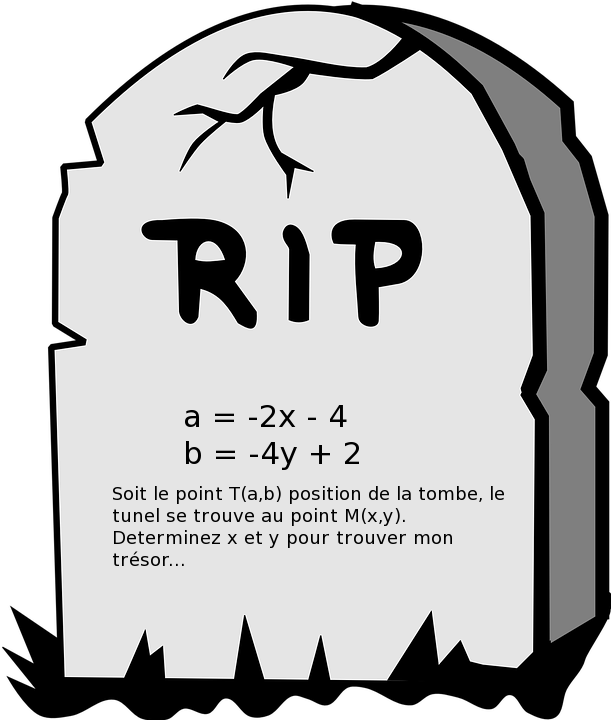 RIP
a = -2x - 4
b = -4y + 2
Soit le point T(a,b) position de la tombe, le
tunel se trouve au point M(x,y).
Determinez x et y pour trouver mon
trésor...